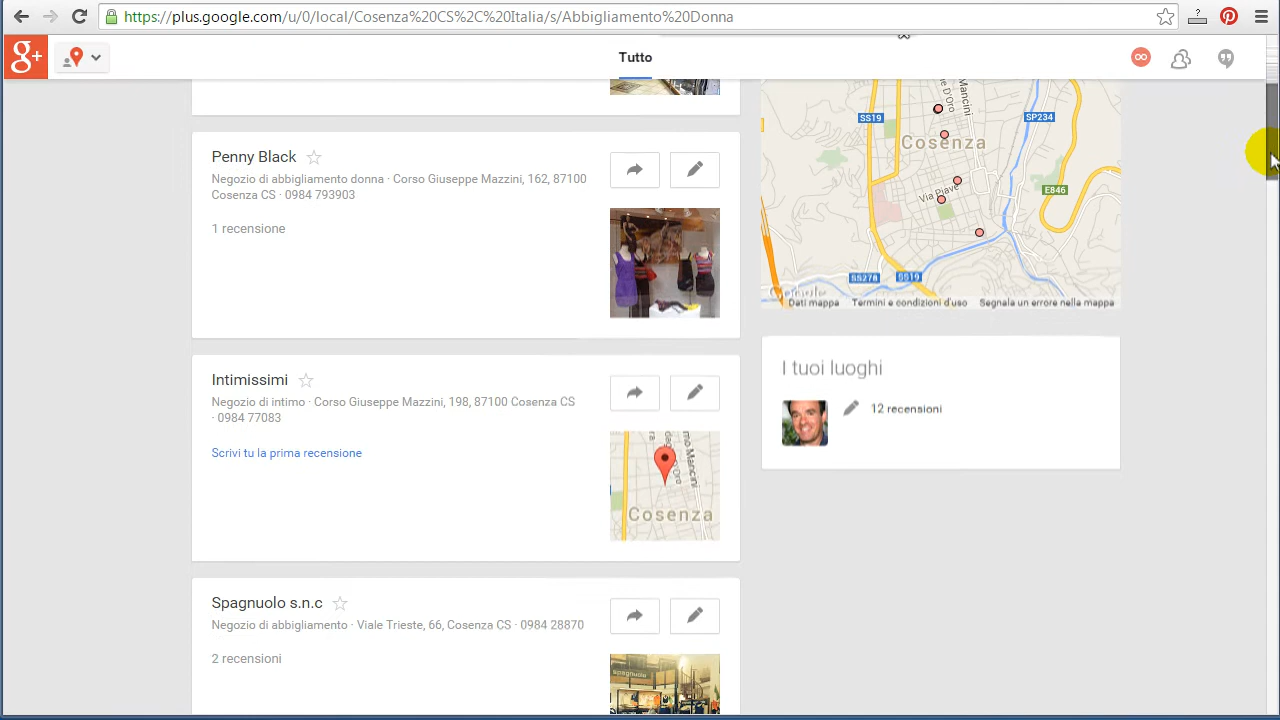 https://plus.google.com/u/0/local/Cosenza%20CS%2C%20Italia/s/Abbigliamento%20Donna
g+
Tutto
Penny Black
Negozio di abbigliamento donna · Corso Giuseppe Mazzini, 162, 87100
Cosenza CS · 0984 793903
1 recensione
Intimissimi
Negozio di intimo · Corso Giuseppe Mazzini, 198, 87100 Cosenza CS
· 0984 77083
Scrivi tu la prima recensione
Cosenza
Spagnuolo s.n.c
Negozio di abbigliamento · Viale Trieste, 66, Cosenza CS · 0984 28870
2 recensioni
spagnuolo
D'Oro
Mancini
SS19
SP234
Cosenza
Via Piave
E846
SS278
SS19
Dati mappa
Termini e condizioni d'uso
Segnala un errore nella mappa
I tuoi luoghi
12 recensioni